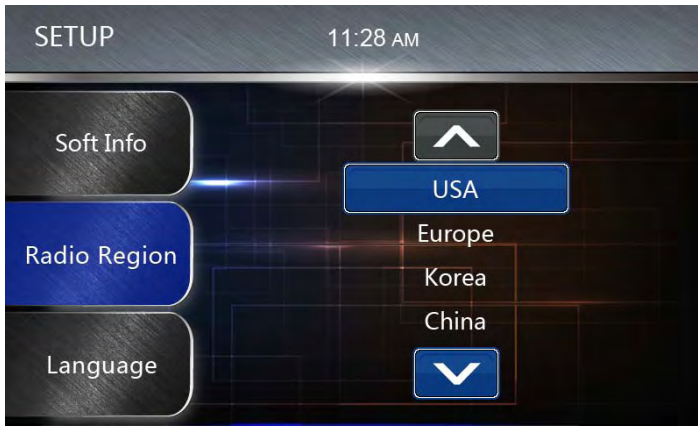 SETUP
11:28 AM
Soft Info
Radio Region
Language
USA
Europe
Korea
China